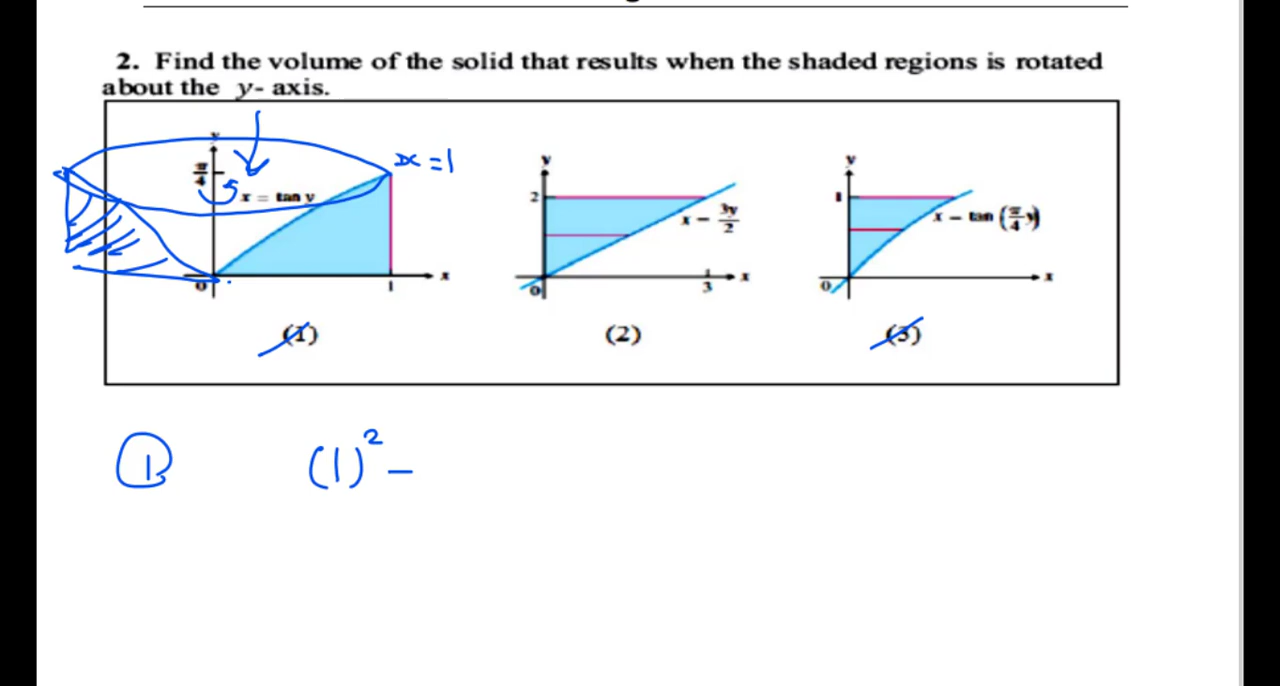 2. Find the volume of the solid that results when the shaded regions is rotated
about the y- axis.
y
π/4
x = tan y
x = 1
0
1
x
(1)
y
2
x = 3y/2
0
3
x
(2)
y
1
x = tan (π/4 y)
0
x
(3)
1
(1)² –